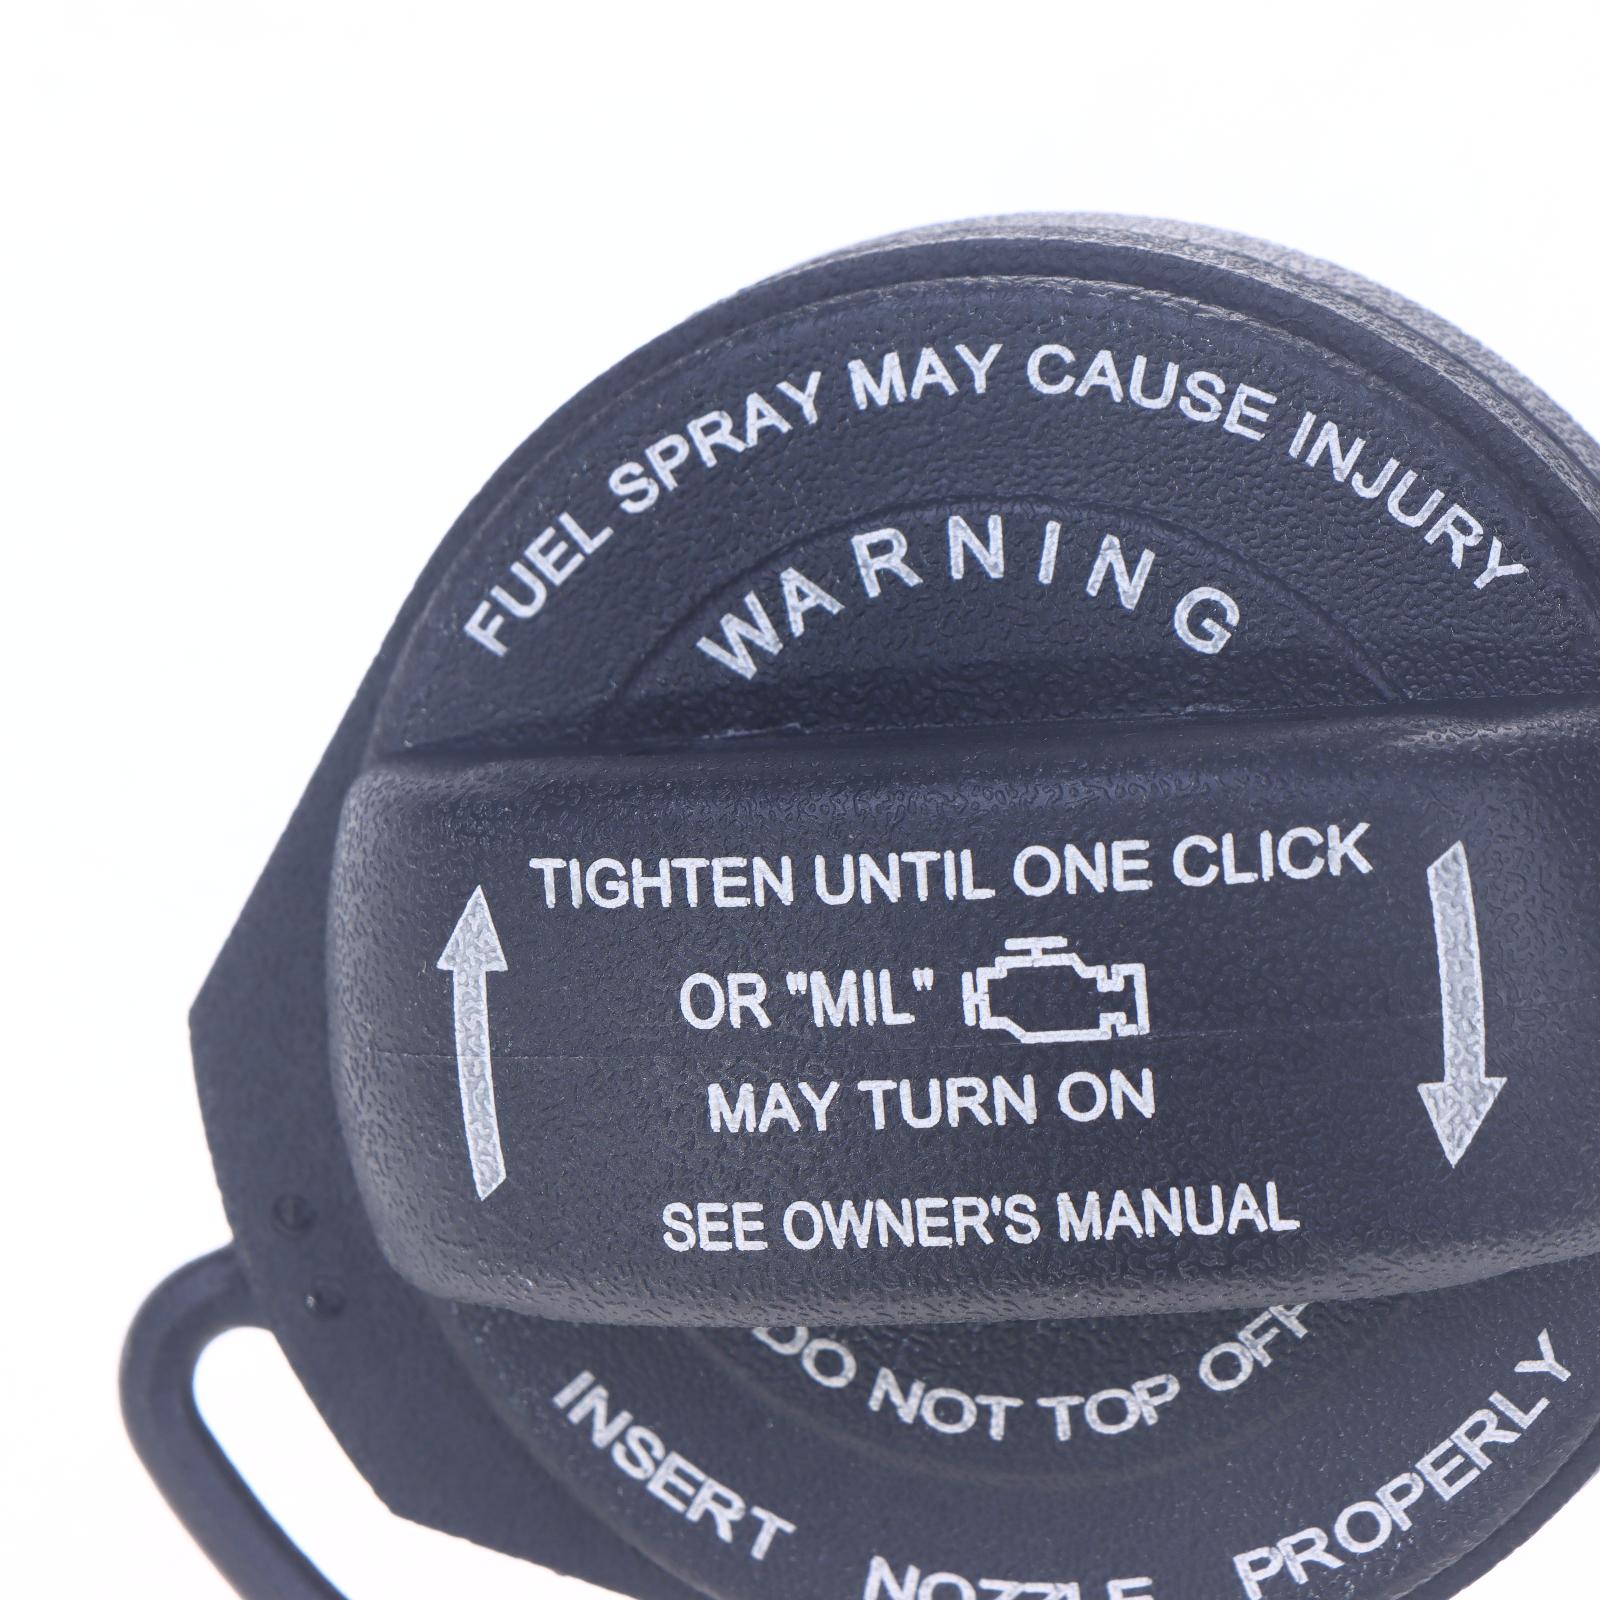 FUEL SPRAY MAY CAUSE INJURY
WARNING
TIGHTEN UNTIL ONE CLICK
OR "MIL"
MAY TURN ON
SEE OWNER'S MANUAL
DO NOT TOP OFF
INSERT NOZZLE PROPERLY